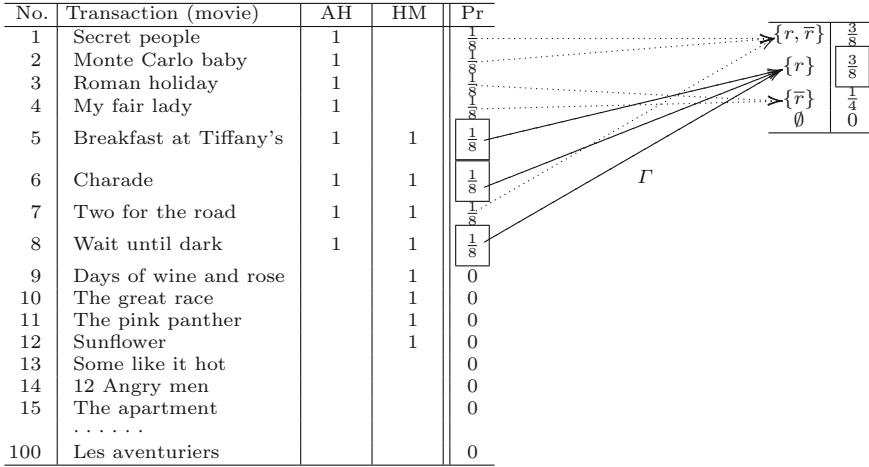 No. Transaction (movie) AH HM Pr
1 Secret people 1 1/8
2 Monte Carlo baby 1 1/8
3 Roman holiday 1 1/8
4 My fair lady 1 1/8
5 Breakfast at Tiffany's 1 1 1/8
6 Charade 1 1 1/8
7 Two for the road 1 1 1/8
8 Wait until dark 1 1 1/8
9 Days of wine and rose 1 0
10 The great race 1 0
11 The pink panther 1 0
12 Sunflower 1 0
13 Some like it hot 0
14 12 Angry men 0
15 The apartment 0
· · · · · ·
100 Les aventuriers 0
Γ
{r, r̅} 3/8
{r} 3/8
{r̅} 1/4
∅ 0